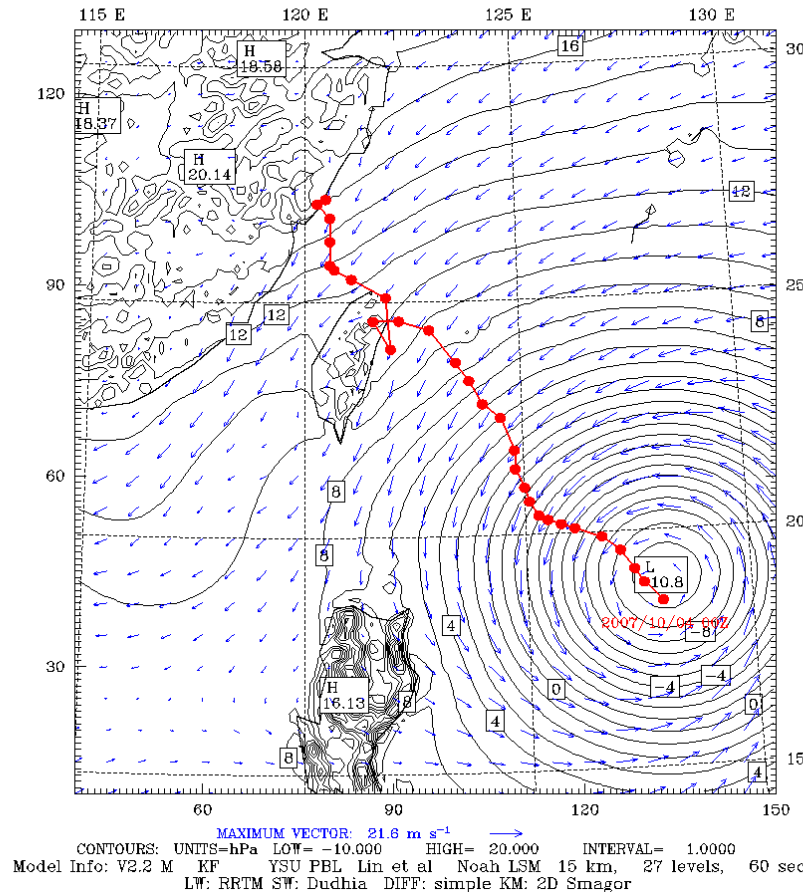 115 E 120 E 125 E 130 E
16
30
H
18.58
120
H
18.37
H
20.14
12
90
25
12
8
12
60
8
20
8
L
10.8
2007/10/04 00Z
-8
4
30
H
16.13
8
0
-4
-4
0
4
8
4
15
60 90 120 150
MAXIMUM VECTOR: 21.6 m s⁻¹
CONTOURS: UNITS=hPa LOW= -10.000 HIGH= 20.000 INTERVAL= 1.0000
Model Info: V2.2 M KF YSU PBL Lin et al Noah LSM 15 km, 27 levels, 60 sec
LW: RRTM SW: Dudhia DIFF: simple KM: 2D Smagor